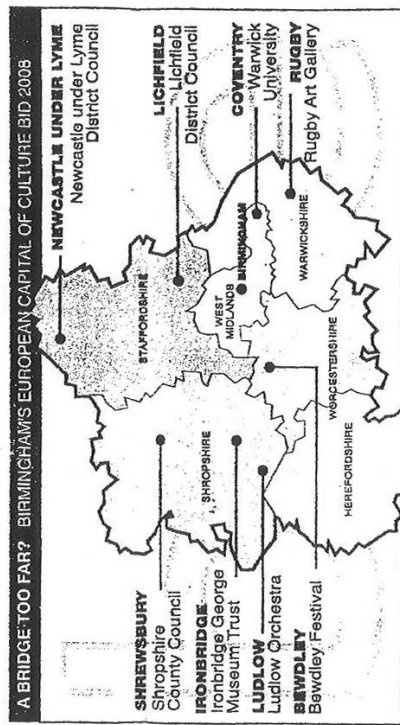 A BRIDGE TOO FAR? BIRMINGHAM'S EUROPEAN CAPITAL OF CULTURE BID 2008
NEWCASTLE UNDER LYME
Newcastle under Lyme
District Council
LICHFIELD
Lichfield
District Council
COVENTRY
Warwick
University
RUGBY
Rugby Art Gallery
STAFFORDSHIRE
WEST
MIDLANDS
BIRMINGHAM
WARWICKSHIRE
SHROPSHIRE
WORCESTERSHIRE
HEREFORDSHIRE
SHREWSBURY
Shropshire
County Council
IRONBRIDGE
Ironbridge George
Museum Trust
LUDLOW
Ludlow Orchestra
BEWDLEY
Bewdley Festival